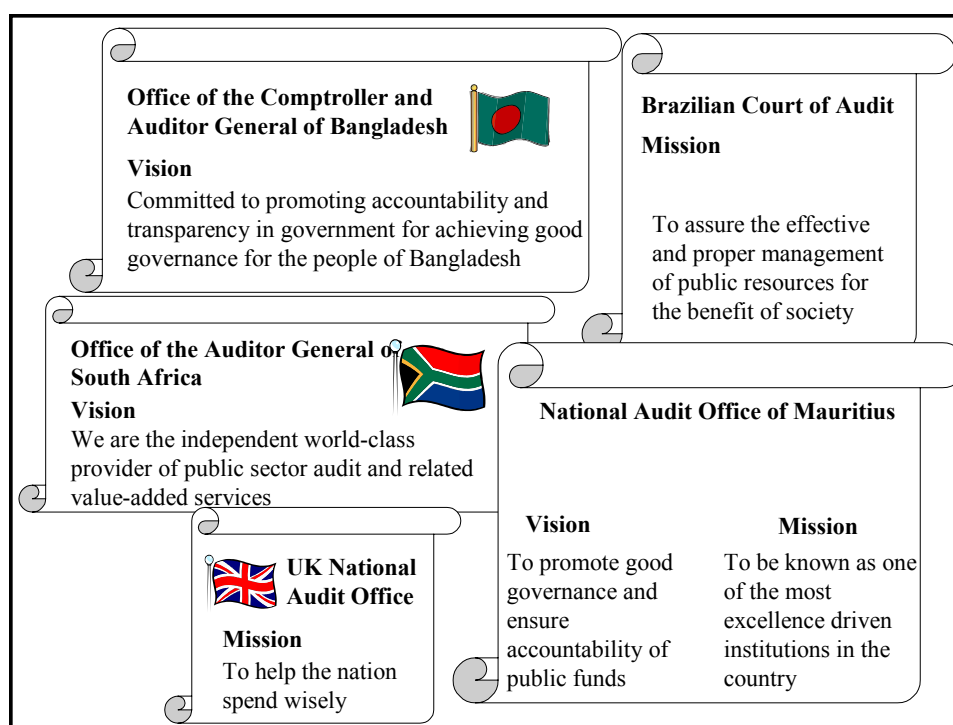 Office of the Comptroller and
Auditor General of Bangladesh
Vision
Committed to promoting accountability and
transparency in government for achieving good
governance for the people of Bangladesh
Brazilian Court of Audit
Mission
To assure the effective
and proper management
of public resources for
the benefit of society
Office of the Auditor General o
South Africa
Vision
We are the independent world-class
provider of public sector audit and related
value-added services
National Audit Office of Mauritius
Vision
To promote good
governance and
ensure
accountability of
public funds
Mission
To be known as one
of the most
excellence driven
institutions in the
country
UK National
Audit Office
Mission
To help the nation
spend wisely